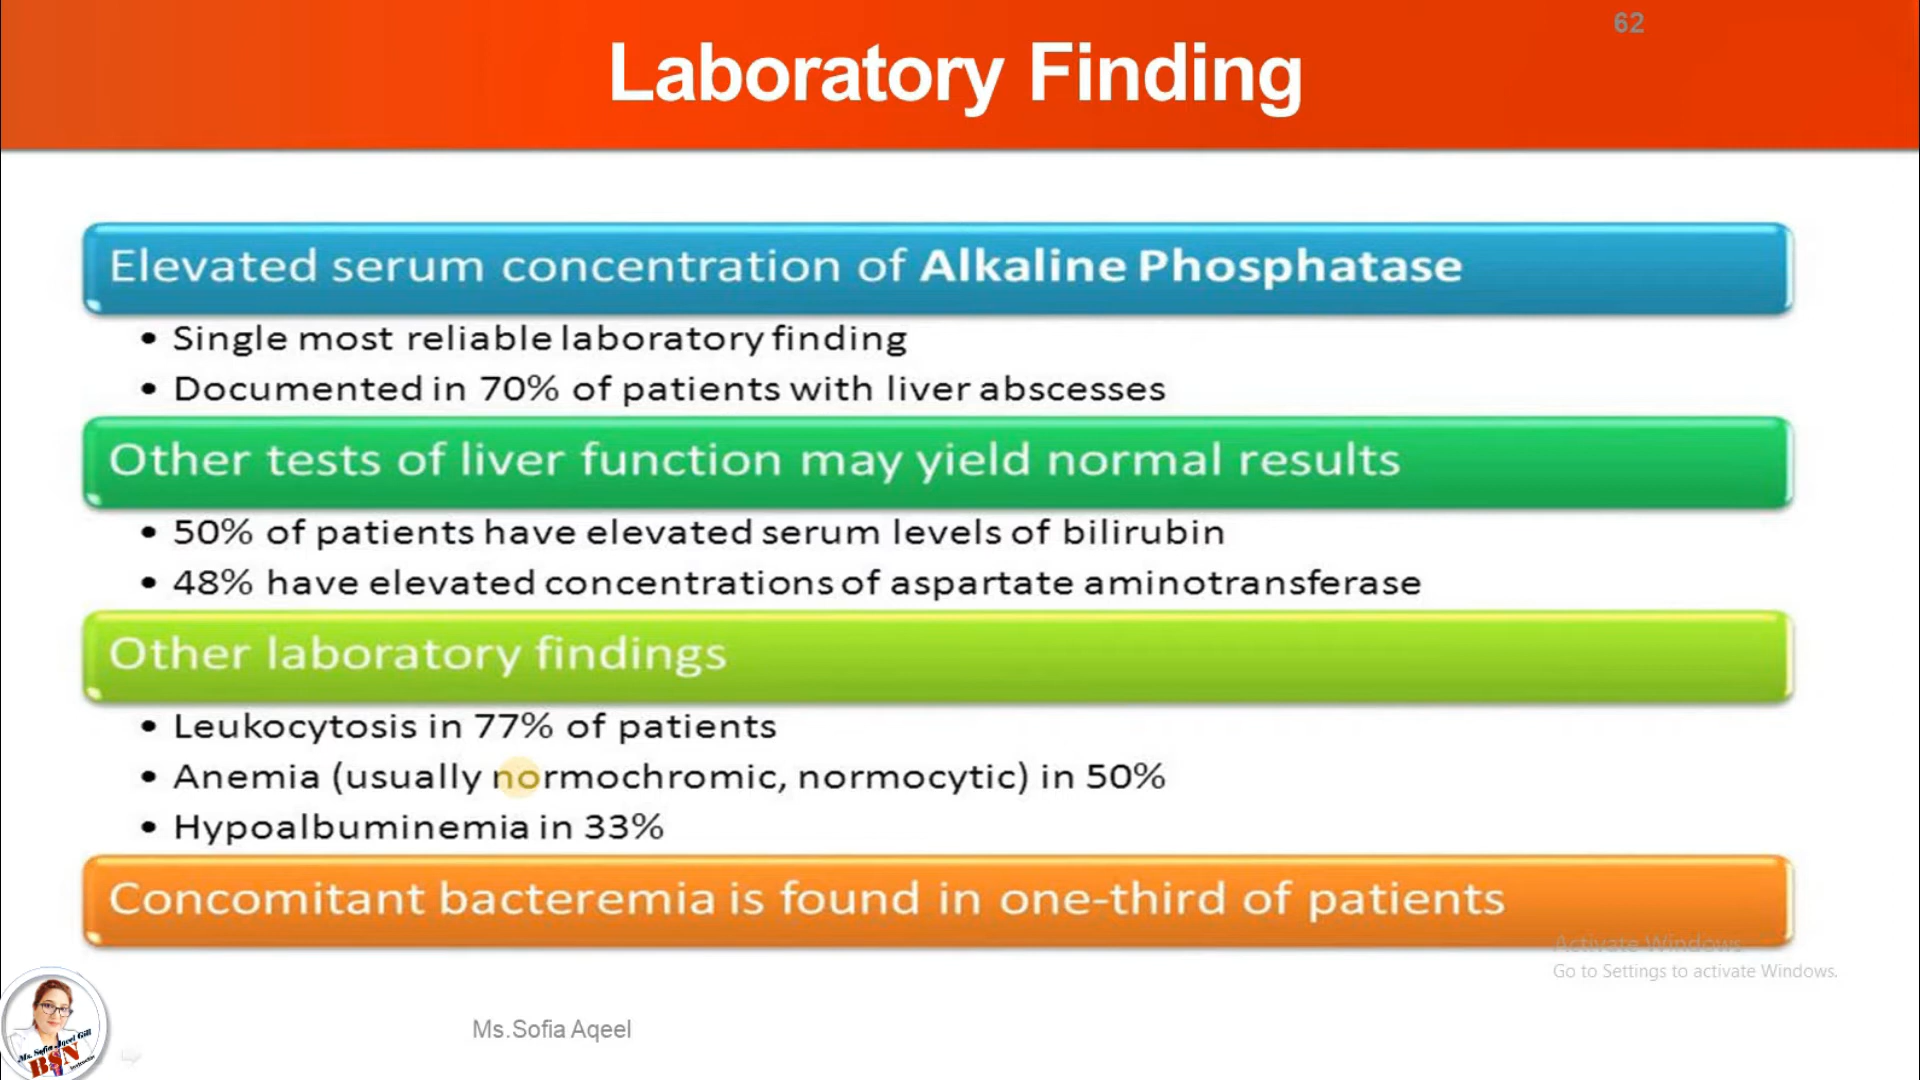 62
Laboratory Finding
Elevated serum concentration of Alkaline Phosphatase
• Single most reliable laboratory finding
• Documented in 70% of patients with liver abscesses
Other tests of liver function may yield normal results
• 50% of patients have elevated serum levels of bilirubin
• 48% have elevated concentrations of aspartate aminotransferase
Other laboratory findings
• Leukocytosis in 77% of patients
• Anemia (usually normochromic, normocytic) in 50%
• Hypoalbuminemia in 33%
Concomitant bacteremia is found in one-third of patients
Activate Windows
Go to Settings to activate Windows.
Ms.Sofia Aqeel
Ms. Sofia Aqeel Gill
BSN